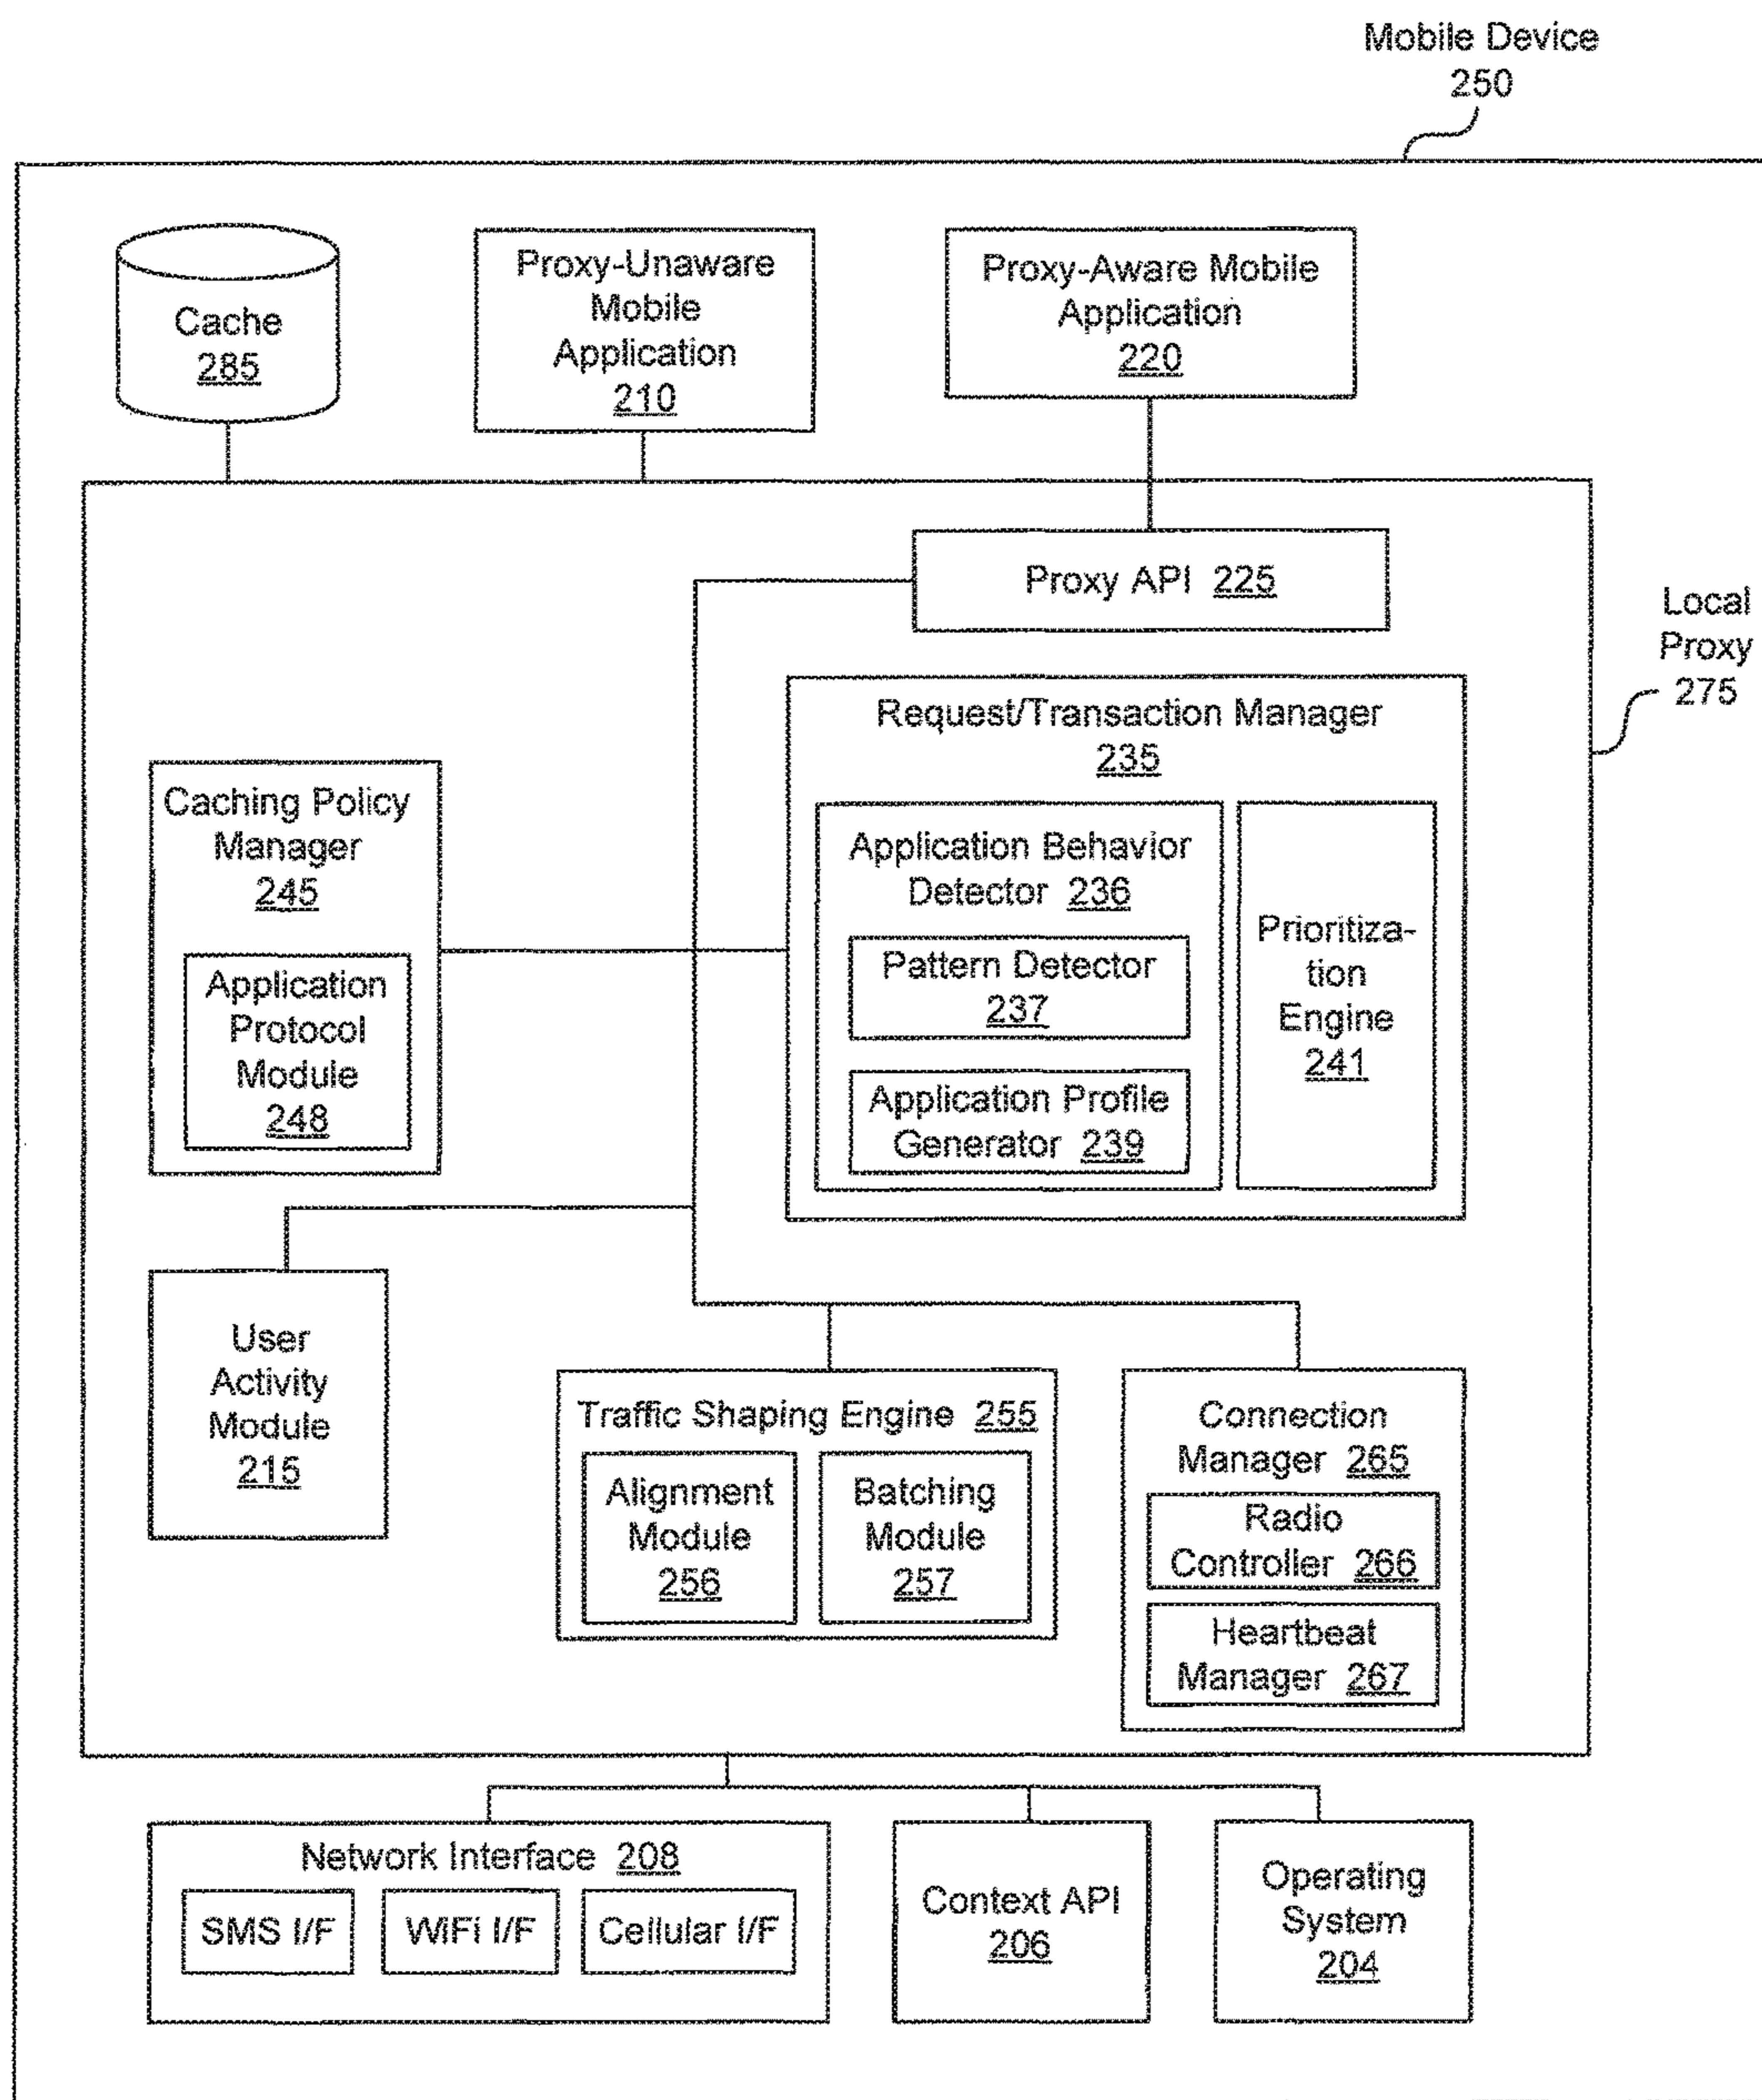 Mobile Device
250
Cache
285
Proxy-Unaware
Mobile
Application
210
Proxy-Aware Mobile
Application
220
Proxy API 225
Local
Proxy
275
Request/Transaction Manager
235
Caching Policy
Manager
245
Application
Protocol
Module
248
Application Behavior
Detector 236
Pattern Detector
237
Application Profile
Generator 239
Prioritiza-
tion
Engine
241
User
Activity
Module
215
Traffic Shaping Engine 255
Alignment
Module
256
Batching
Module
257
Connection
Manager 265
Radio
Controller 266
Heartbeat
Manager 267
Network Interface 208
SMS I/F
WiFi I/F
Cellular I/F
Context API
206
Operating
System
204